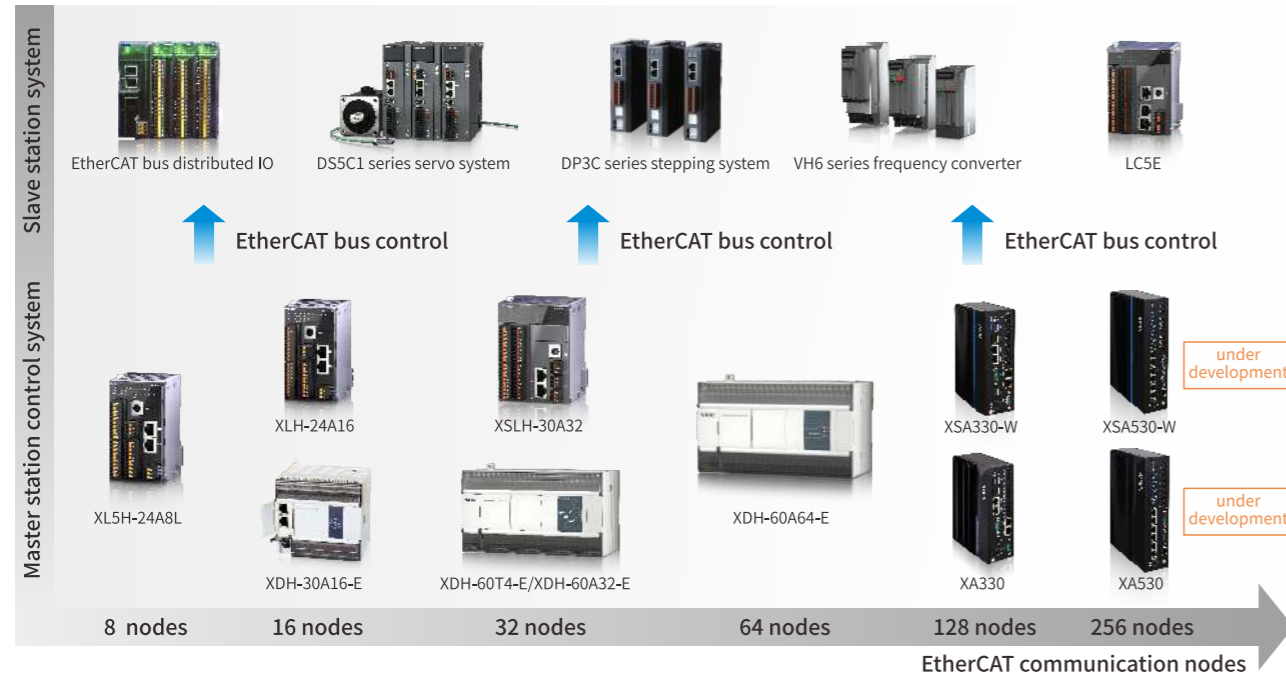 Slave station system
EtherCAT bus distributed IO
DS5C1 series servo system
DP3C series stepping system
VH6 series frequency converter
LC5E
EtherCAT bus control
EtherCAT bus control
EtherCAT bus control
Master station control system
XL5H-24A8L
XLH-24A16
XSLH-30A32
XSA330-W
XSA530-W
under
development
XDH-30A16-E
XDH-60T4-E/XDH-60A32-E
XDH-60A64-E
XA330
XA530
under
development
8 nodes
16 nodes
32 nodes
64 nodes
128 nodes
256 nodes
EtherCAT communication nodes